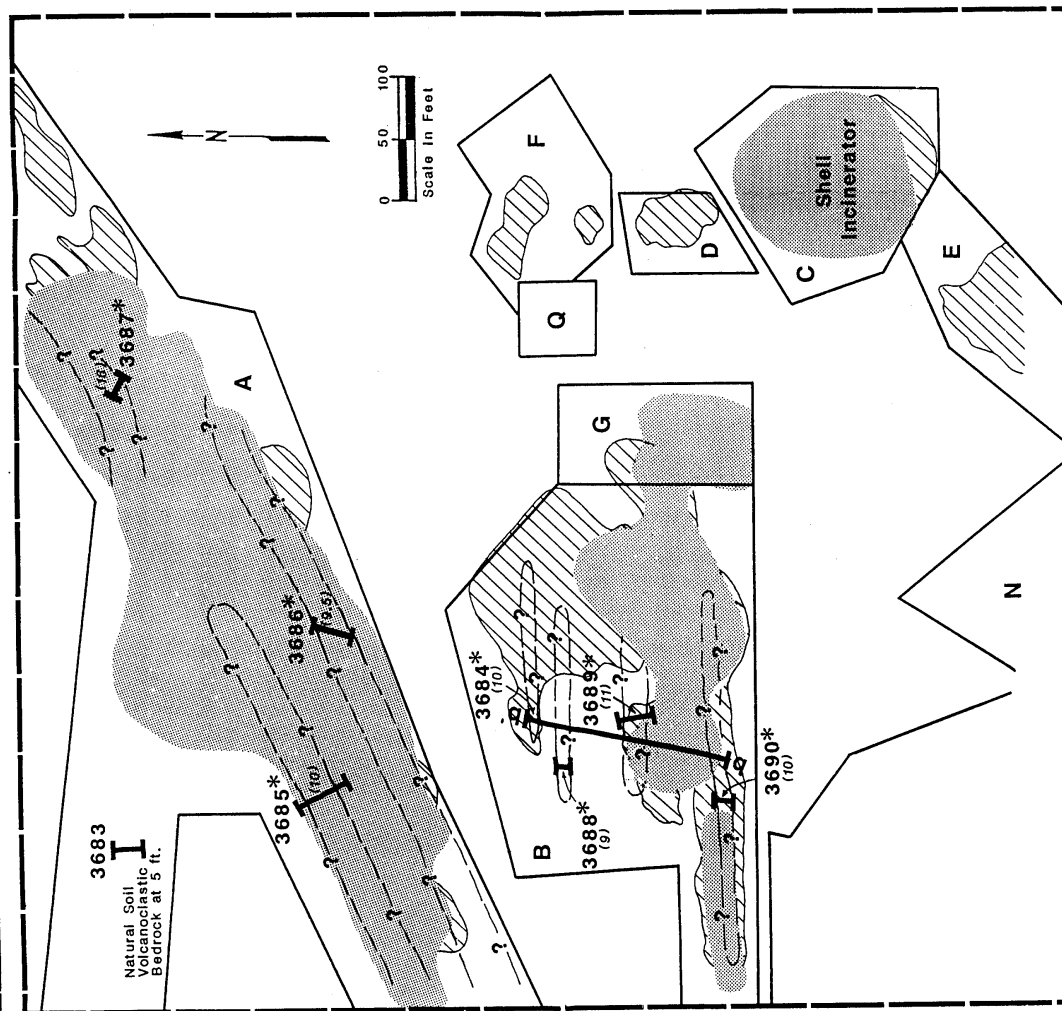 N
0 50 100
Scale In Feet
3687*
(18)
?
?
?
?
?
A
F
Q
D
C
Shell
Incinerator
E
G
3686*
(9.5)
?
?
?
?
3685*
(10)
?
?
?
?
?
?
?
?
3683
Natural Soil
Volcanoclastic
Bedrock at 5 ft.
3684*
(10)
?
?
?
?
3689*
(11)
?
?
3688*
(9)
B
3690*
(10)
?
?
?
?
N